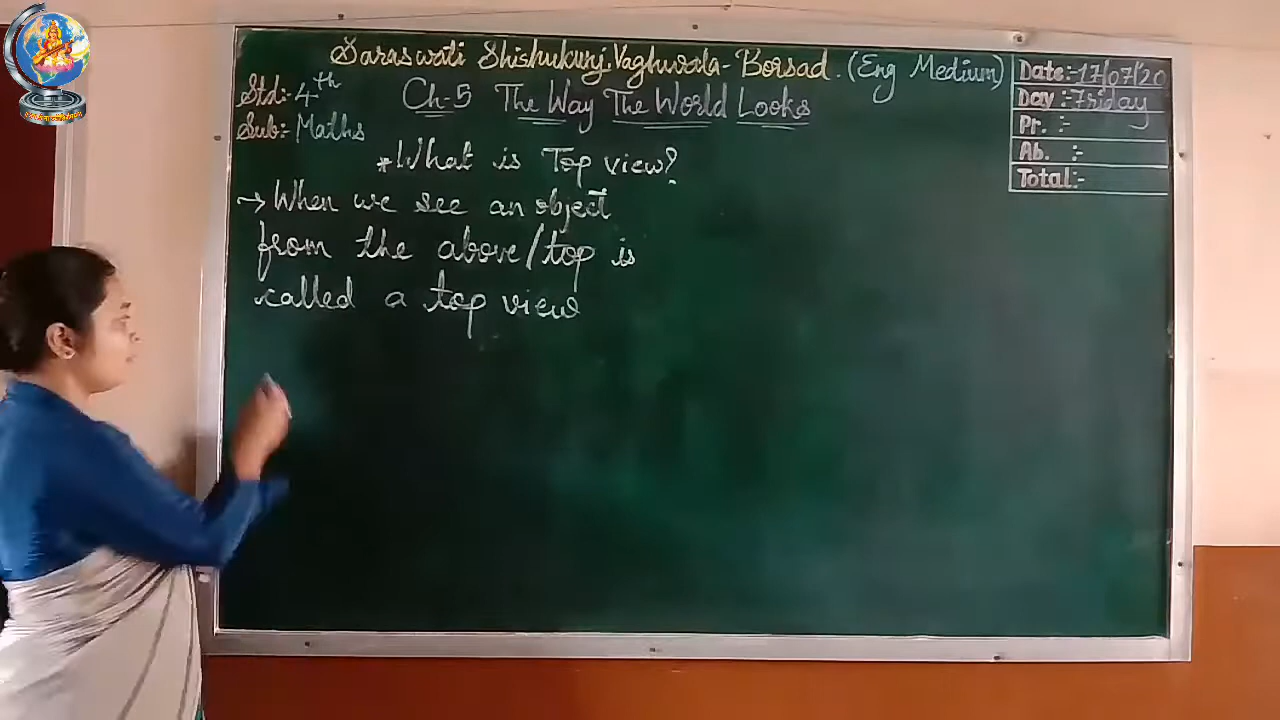 Saraswati Shishukunj, Vaghwala - Borsad. (Eng Medium)
Std:- 4th
Sub:- Maths
Ch-5 The Way The World Looks
Date:- 17/07/20
Day:- Friday
Pr. :-
Ab. :-
Total:-
*What is Top view?
→ When we see an object
from the above/top is
called a top view